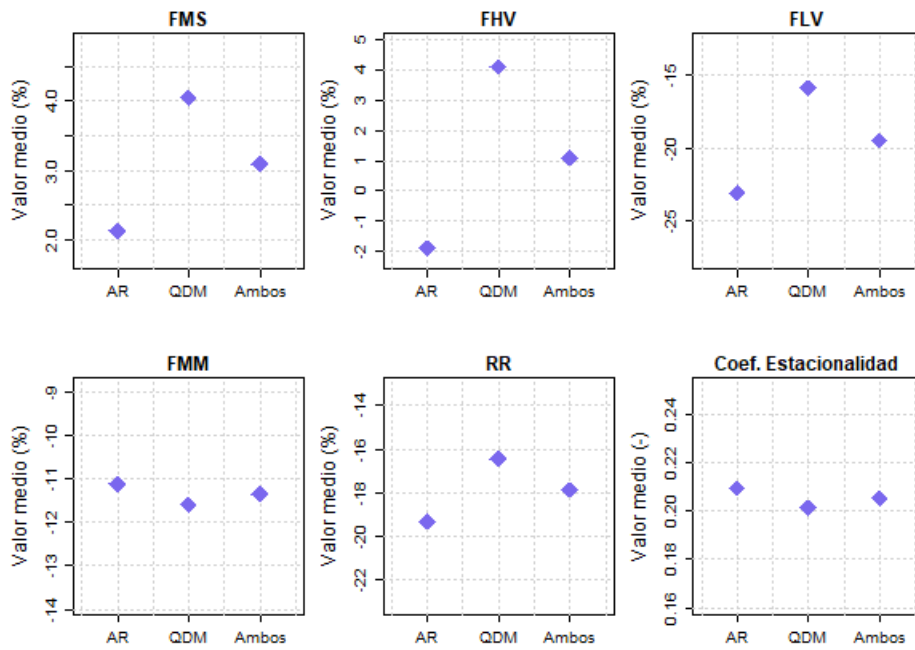 FMS
Valor medio (%)
4.0
3.0
2.0
AR QDM Ambos
FHV
Valor medio (%)
5
4
3
2
1
0
-1
-2
AR QDM Ambos
FLV
Valor medio (%)
-15
-20
-25
AR QDM Ambos
FMM
Valor medio (%)
-9
-10
-11
-12
-13
-14
AR QDM Ambos
RR
Valor medio (%)
-14
-16
-18
-20
-22
AR QDM Ambos
Coef. Estacionalidad
Valor medio (-)
0.24
0.22
0.20
0.18
0.16
AR QDM Ambos